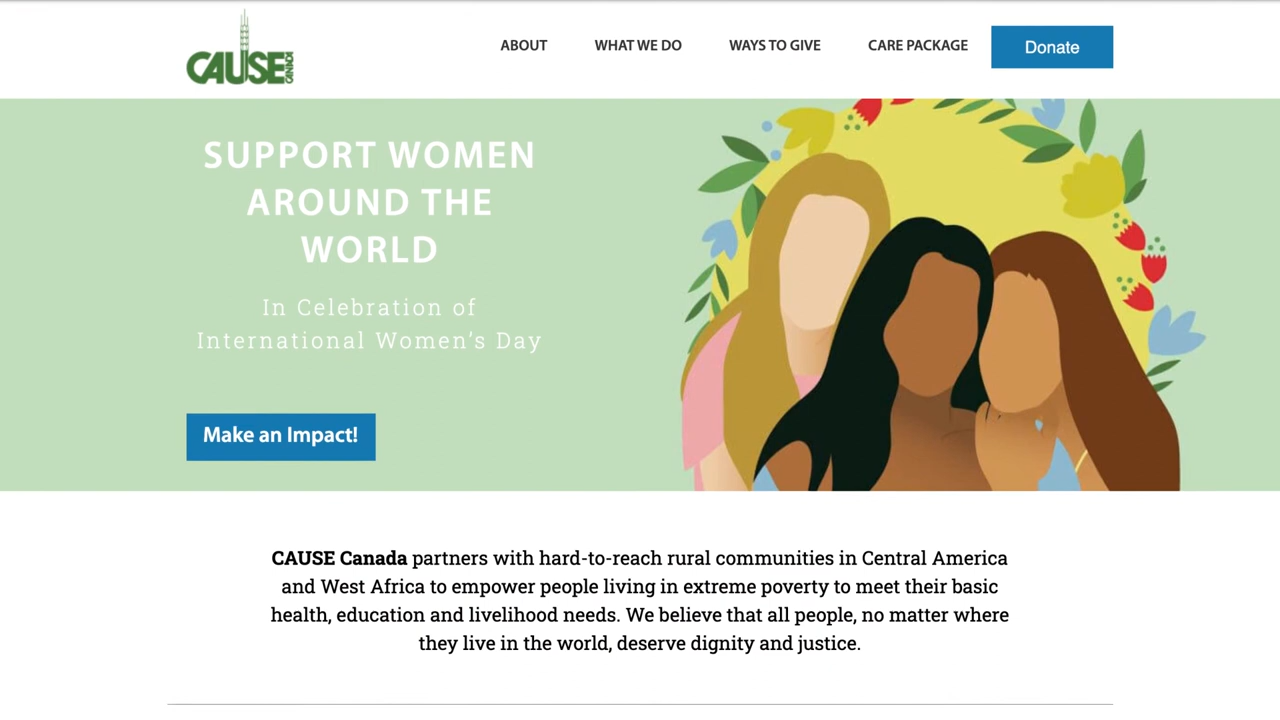 CAUSE
CANADA
ABOUT
WHAT WE DO
WAYS TO GIVE
CARE PACKAGE
Donate
SUPPORT WOMEN
AROUND THE
WORLD
In Celebration of
International Women's Day
Make an Impact!
CAUSE Canada partners with hard-to-reach rural communities in Central America
and West Africa to empower people living in extreme poverty to meet their basic
health, education and livelihood needs. We believe that all people, no matter where
they live in the world, deserve dignity and justice.